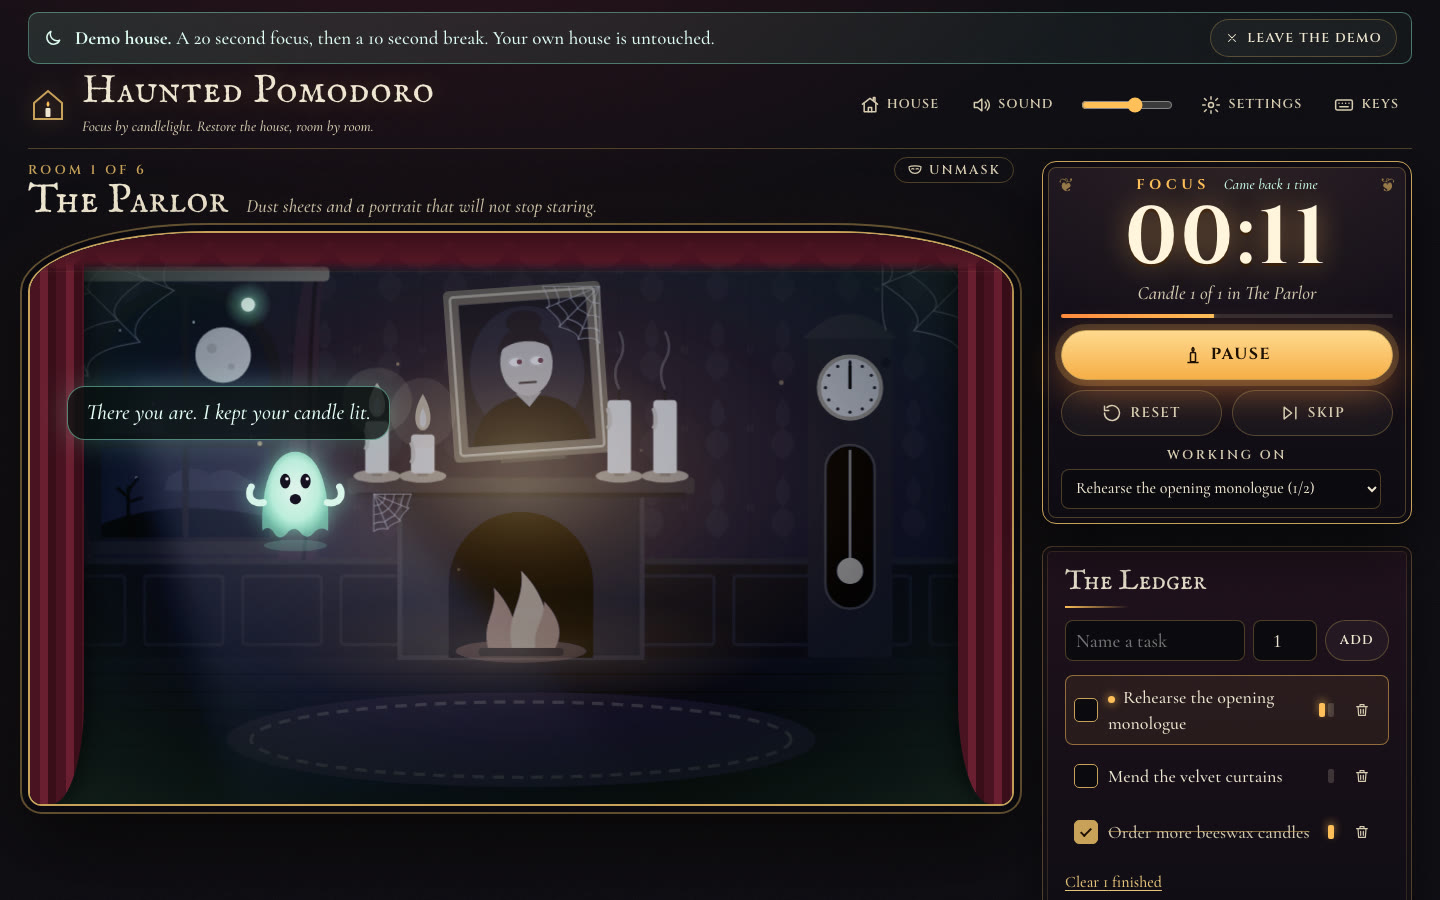 Demo house. A 20 second focus, then a 10 second break. Your own house is untouched.
LEAVE THE DEMO
Haunted Pomodoro
Focus by candlelight. Restore the house, room by room.
HOUSE
SOUND
SETTINGS
KEYS
ROOM 1 OF 6
The Parlor
Dust sheets and a portrait that will not stop staring.
UNMASK
There you are. I kept your candle lit.
FOCUS
Came back 1 time
00:11
Candle 1 of 1 in The Parlor
PAUSE
RESET
SKIP
WORKING ON
Rehearse the opening monologue (1/2)
The Ledger
Name a task
1
ADD
Rehearse the opening
monologue
Mend the velvet curtains
Order more beeswax candles
Clear 1 finished